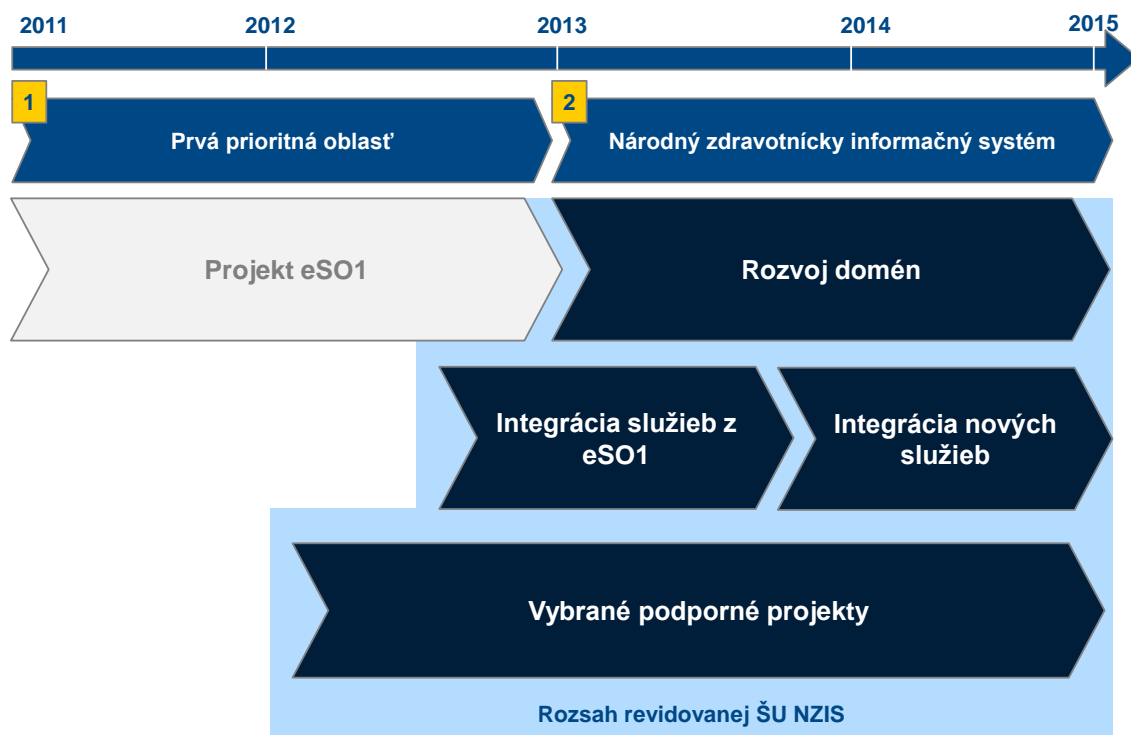 2011 2012 2013 2014 2015
1 2
Prvá prioritná oblasť Národný zdravotnícky informačný systém
Projekt eSO1 Rozvoj domén
Integrácia služieb z
eSO1
Integrácia nových
služieb
Vybrané podporné projekty
Rozsah revidovanej ŠU NZIS